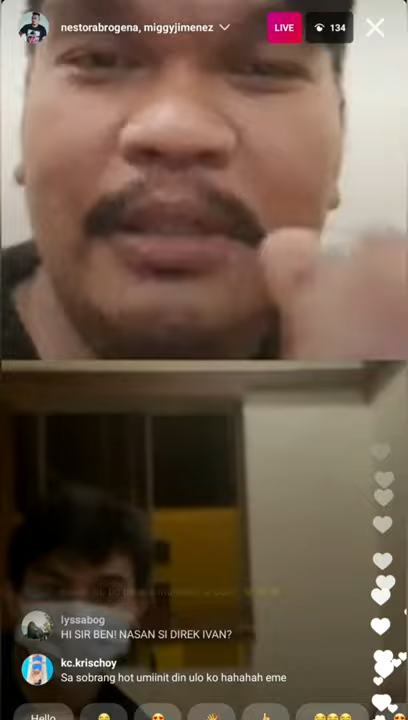 nestorabrogena, miggyjimenez
LIVE
134
lyssabog
HI SIR BEN! NASAN SI DIREK IVAN?
kc.krischoy
Sa sobrang hot umiinit din ulo ko hahahah eme
Hello